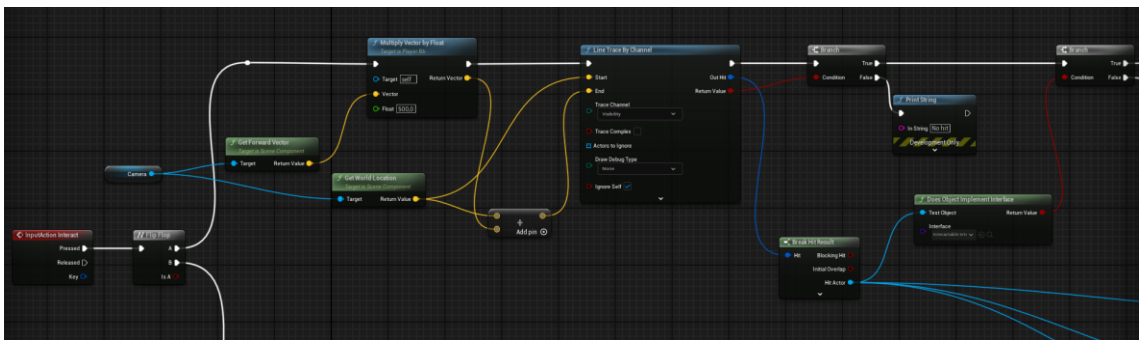 Multiply Vector by Float
Target is Player Bb
Target self
Return Vector
Vector
Float 500.0
Get Forward Vector
Target is Scene Component
Target
Return Value
Camera
Get World Location
Target is Scene Component
Target
Return Value
InputAction Interact
Pressed
Released
Key
Flip Flop
A
B
Is A
+
Add pin
Line Trace By Channel
Start
Out Hit
End
Return Value
Trace Channel
Visibility
Trace Complex
Actors to Ignore
Draw Debug Type
None
Ignore Self
Branch
True
Condition
False
Print String
In String No hit
Development Only
Break Hit Result
Hit
Blocking Hit
Initial Overlap
Hit Actor
Does Object Implement Interface
Test Object
Return Value
Interface
Branch
True
Condition
False